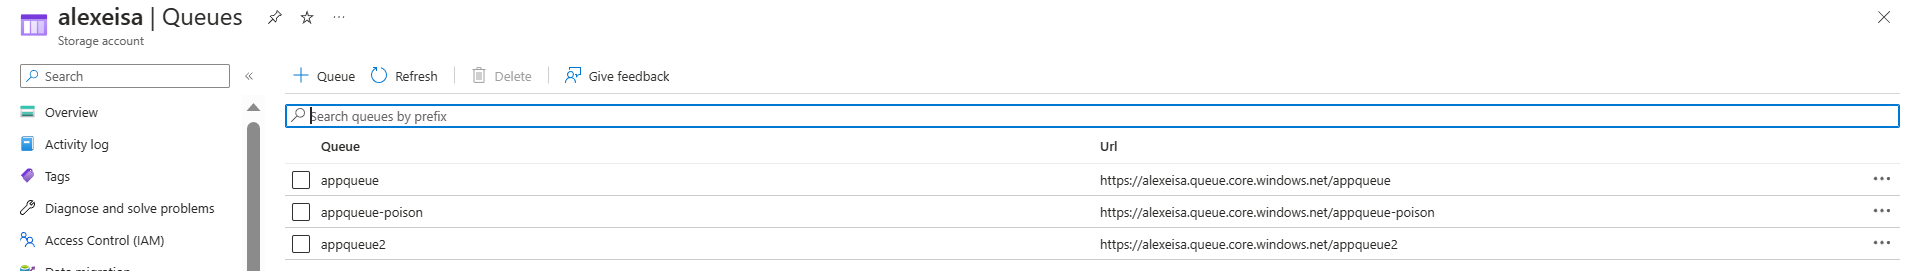 alexeisa | Queues
Storage account
Search
Queue Refresh Delete Give feedback
Overview
Activity log
Tags
Diagnose and solve problems
Access Control (IAM)
Data migration
Search queues by prefix
Queue Url
appqueue https://alexeisa.queue.core.windows.net/appqueue
appqueue-poison https://alexeisa.queue.core.windows.net/appqueue-poison
appqueue2 https://alexeisa.queue.core.windows.net/appqueue2